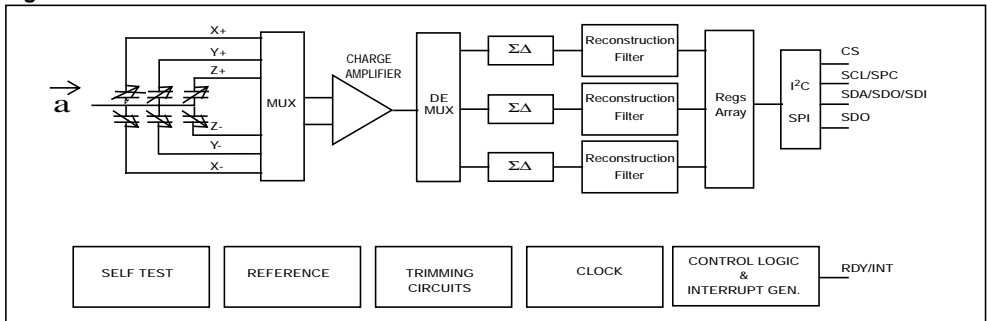 X+
Y+
Z+
Z-
Y-
X-
a
MUX
CHARGE
AMPLIFIER
DE
MUX
ΣΔ
ΣΔ
ΣΔ
Reconstruction
Filter
Reconstruction
Filter
Reconstruction
Filter
Regs
Array
I²C
SPI
CS
SCL/SPC
SDA/SDO/SDI
SDO
SELF TEST
REFERENCE
TRIMMING
CIRCUITS
CLOCK
CONTROL LOGIC
&
INTERRUPT GEN.
RDY/INT